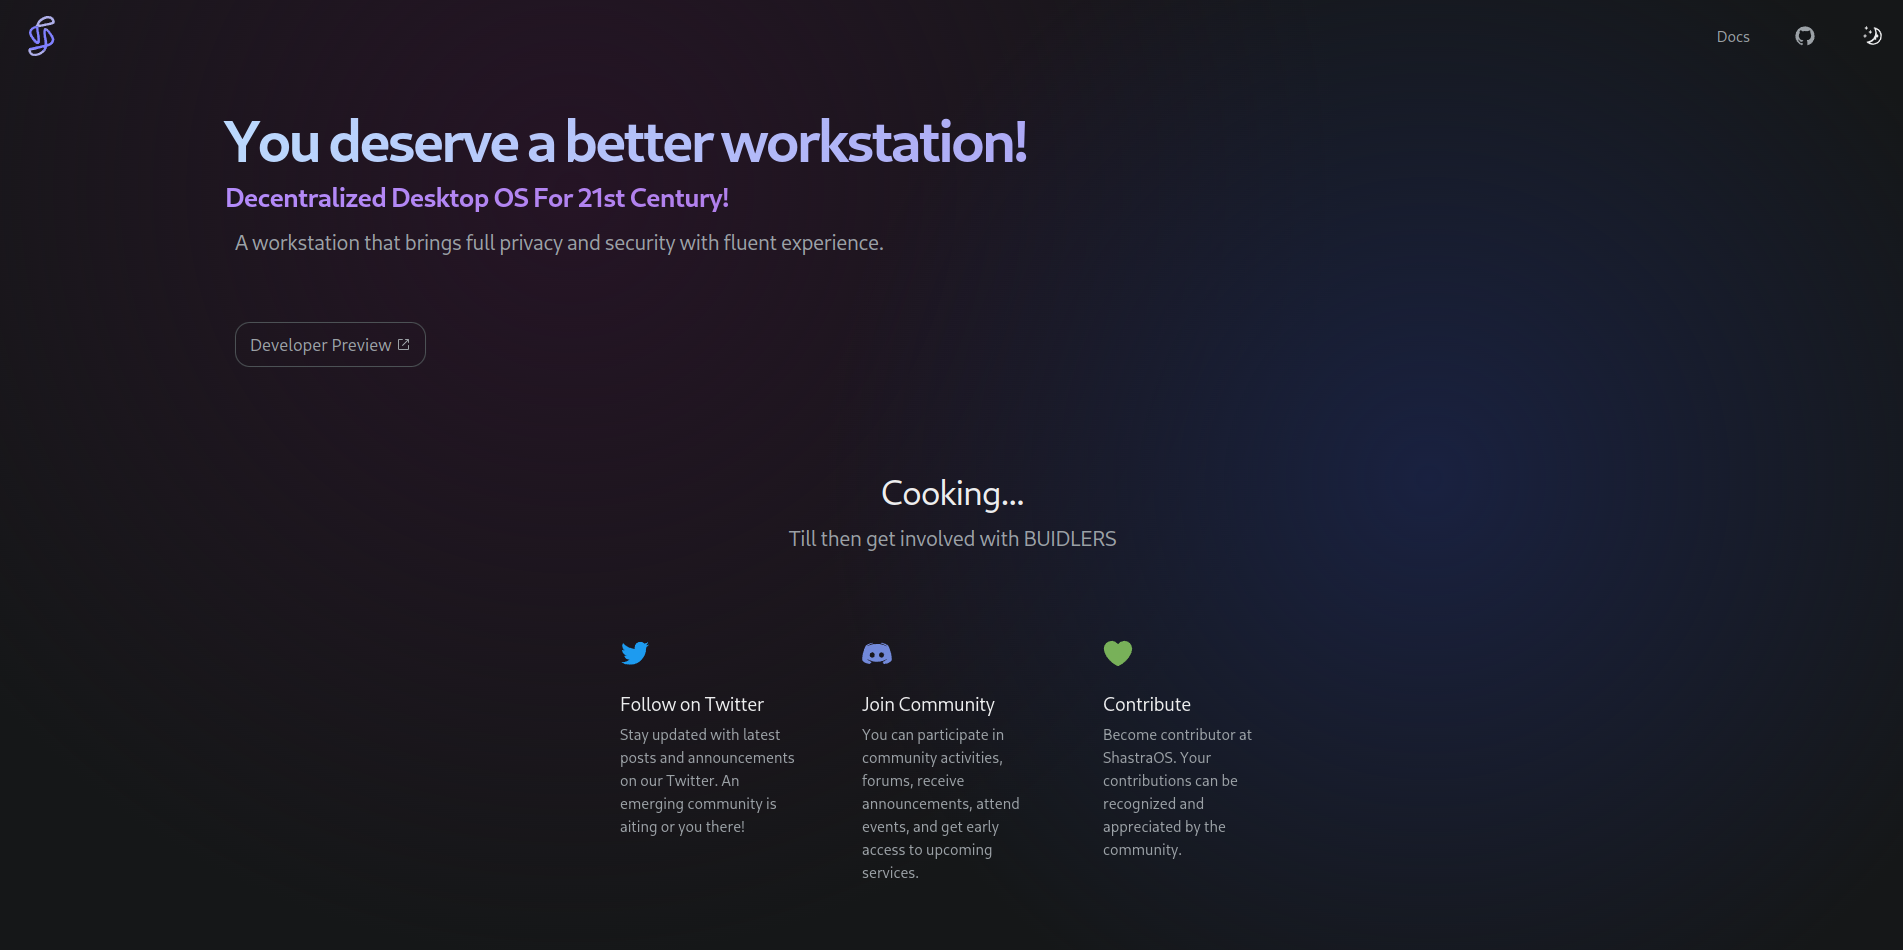 Docs
You deserve a better workstation!
Decentralized Desktop OS For 21st Century!
A workstation that brings full privacy and security with fluent experience.
Developer Preview
Cooking...
Till then get involved with BUIDLERS
Follow on Twitter
Stay updated with latest
posts and announcements
on our Twitter. An
emerging community is
aiting or you there!
Join Community
You can participate in
community activities,
forums, receive
announcements, attend
events, and get early
access to upcoming
services.
Contribute
Become contributor at
ShastraOS. Your
contributions can be
recognized and
appreciated by the
community.